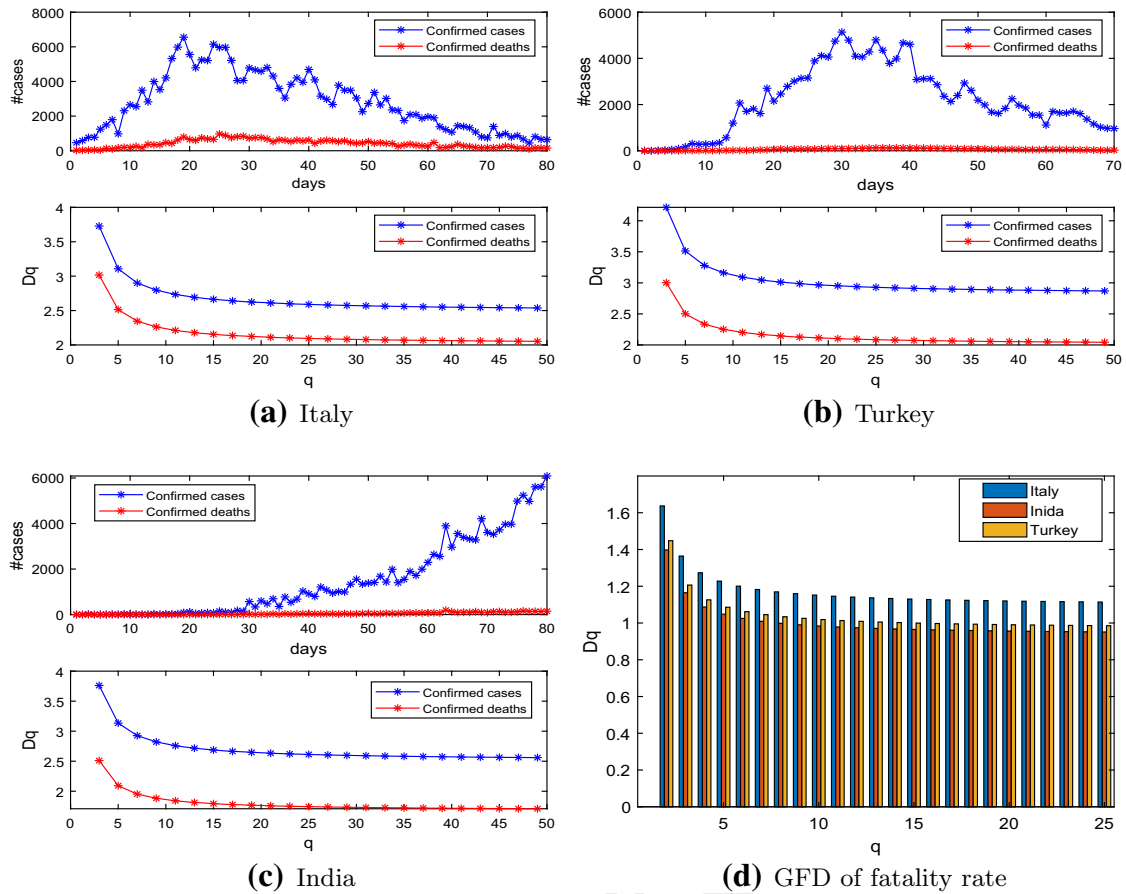 8000
6000
4000
2000
0
#cases
Confirmed cases
Confirmed deaths
0 10 20 30 40 50 60 70 80
days
4
3.5
3
2.5
2
Dq
Confirmed cases
Confirmed deaths
0 5 10 15 20 25 30 35 40 45 50
q
(a) Italy
6000
4000
2000
0
#cases
Confirmed cases
Confirmed deaths
0 10 20 30 40 50 60 70
days
4
3.5
3
2.5
2
Dq
Confirmed cases
Confirmed deaths
0 5 10 15 20 25 30 35 40 45 50
q
(b) Turkey
6000
4000
2000
0
#cases
Confirmed cases
Confirmed deaths
0 10 20 30 40 50 60 70 80
days
4
3.5
3
2.5
2
Dq
Confirmed cases
Confirmed deaths
0 5 10 15 20 25 30 35 40 45 50
q
(c) India
1.6
1.4
1.2
1
0.8
0.6
0.4
0.2
0
Dq
Italy
Inida
Turkey
5 10 15 20 25
q
(d) GFD of fatality rate